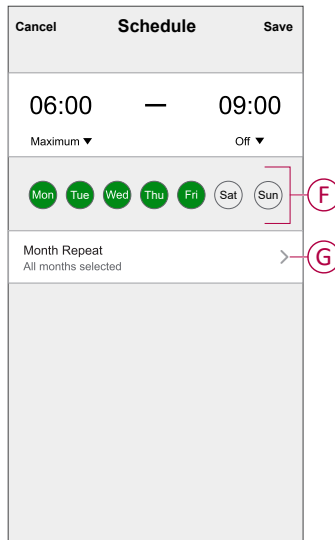 Cancel Schedule Save
06:00 — 09:00
Maximum ▼ Off ▼
Mon Tue Wed Thu Fri Sat Sun F
Month Repeat
All months selected
> G